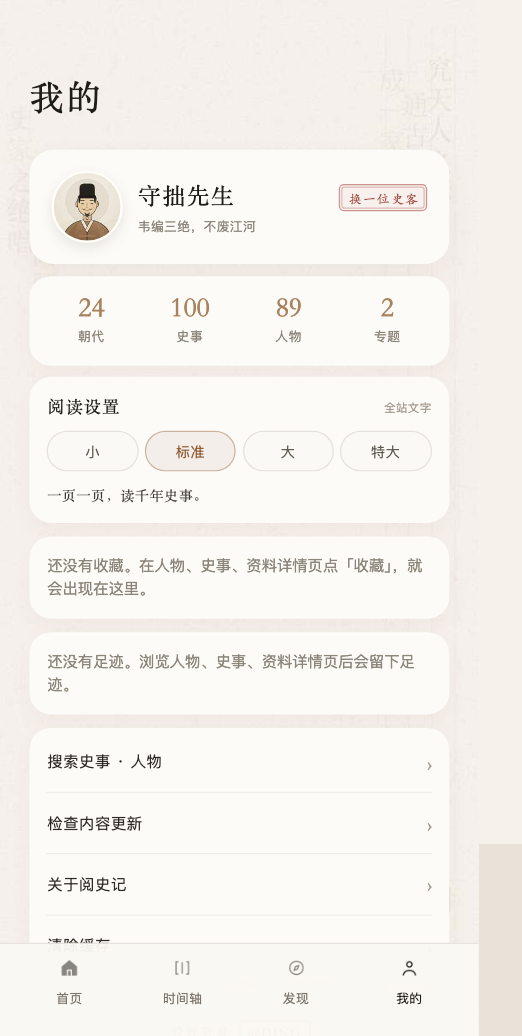 我的
守拙先生
换一位史客
韦编三绝，不废江河
24
朝代
100
史事
89
人物
2
专题
阅读设置
全站文字
小
标准
大
特大
一页一页，读千年史事。
还没有收藏。在人物、史事、资料详情页点「收藏」，就
会出现在这里。
还没有足迹。浏览人物、史事、资料详情页后会留下足
迹。
搜索史事 · 人物
›
检查内容更新
›
关于阅史记
›
清除缓存
首页
时间轴
发现
我的